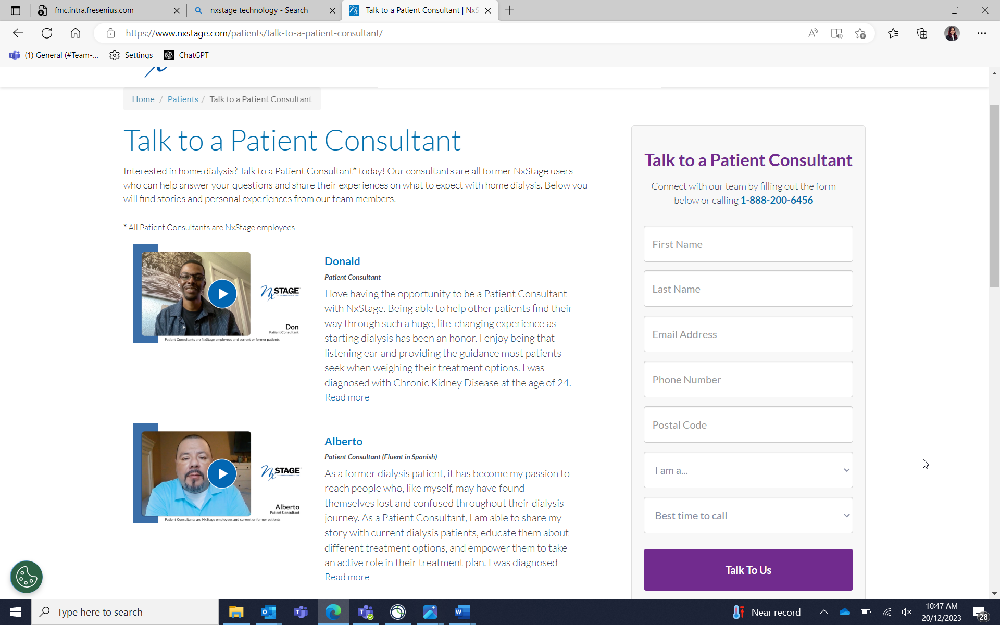 fmc.intra.fresenius.com
nxstage technology - Search
Talk to a Patient Consultant | NxS
https://www.nxstage.com/patients/talk-to-a-patient-consultant/
(1) General (#Team-...
Settings
ChatGPT
Home / Patients / Talk to a Patient Consultant
Talk to a Patient Consultant
Interested in home dialysis? Talk to a Patient Consultant* today! Our consultants are all former NxStage users
who can help answer your questions and share their experiences on what to expect with home dialysis. Below you
will find stories and personal experiences from our team members.
* All Patient Consultants are NxStage employees.
NxSTAGE
Don
Patient Consultant
Patient Consultants are NxStage employees and current or former patients
Donald
Patient Consultant
I love having the opportunity to be a Patient Consultant
with NxStage. Being able to help other patients find their
way through such a huge, life-changing experience as
starting dialysis has been an honor. I enjoy being that
listening ear and providing the guidance most patients
seek when weighing their treatment options. I was
diagnosed with Chronic Kidney Disease at the age of 24.
Read more
NxSTAGE
Alberto
Patient Consultant
Patient Consultants are NxStage employees and current or former patients
Alberto
Patient Consultant (Fluent in Spanish)
As a former dialysis patient, it has become my passion to
reach people who, like myself, may have found
themselves lost and confused throughout their dialysis
journey. As a Patient Consultant, I am able to share my
story with current dialysis patients, educate them about
different treatment options, and empower them to take
an active role in their treatment plan. I was diagnosed
Read more
Talk to a Patient Consultant
Connect with our team by filling out the form
below or calling 1-888-200-6456
First Name
Last Name
Email Address
Phone Number
Postal Code
I am a...
Best time to call
Talk To Us
Type here to search
Near record
10:47 AM
20/12/2023
28